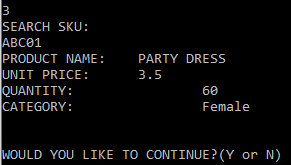 3
SEARCH SKU:
ABC01
PRODUCT NAME:    PARTY DRESS
UNIT PRICE:      3.5
QUANTITY:                60
CATEGORY:                Female
WOULD YOU LIKE TO CONTINUE?(Y or N)